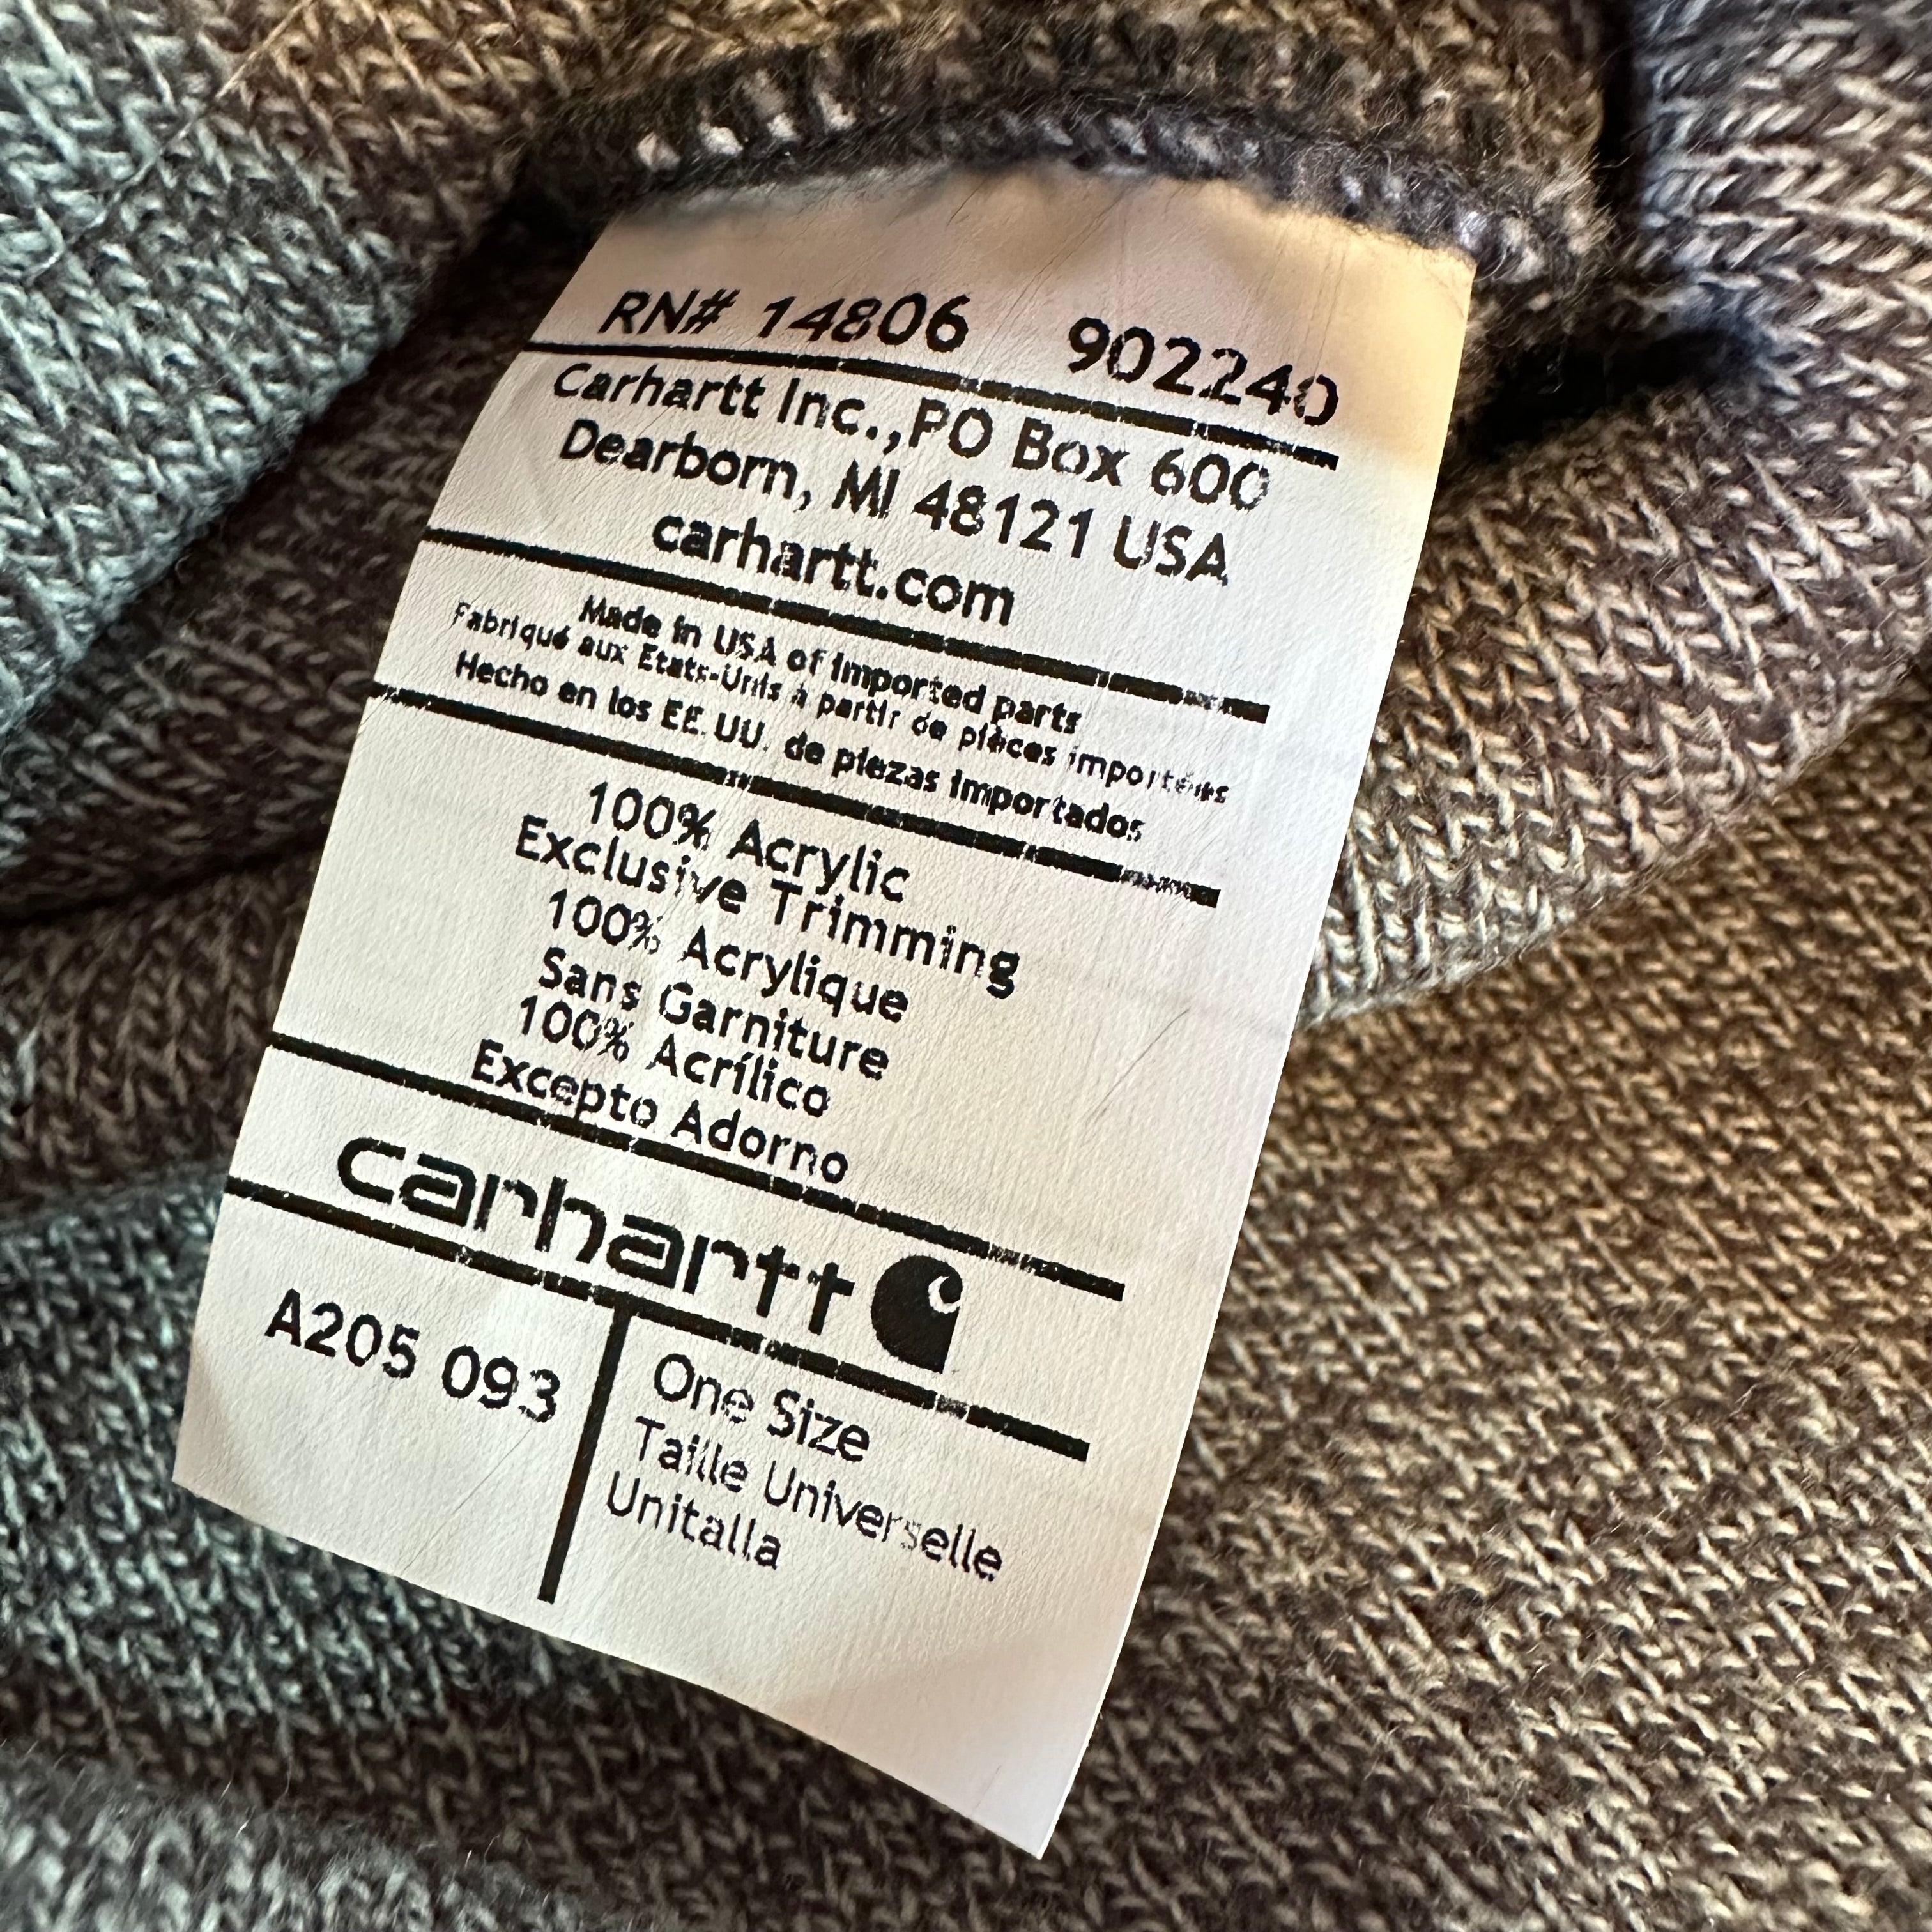 RN# 14806 902240
Carhartt Inc.,PO Box 600
Dearborn, MI 48121 USA
carhartt.com
Made in USA of imported parts
Fabriqué aux Etats-Unis à partir de pièces importées
Hecho en los EE. UU. de piezas importados
100% Acrylic
Exclusive Trimming
100% Acrylique
Sans Garniture
100% Acrílico
Excepto Adorno
carhartt
A205 093
One Size
Taille Universelle
Unitalla